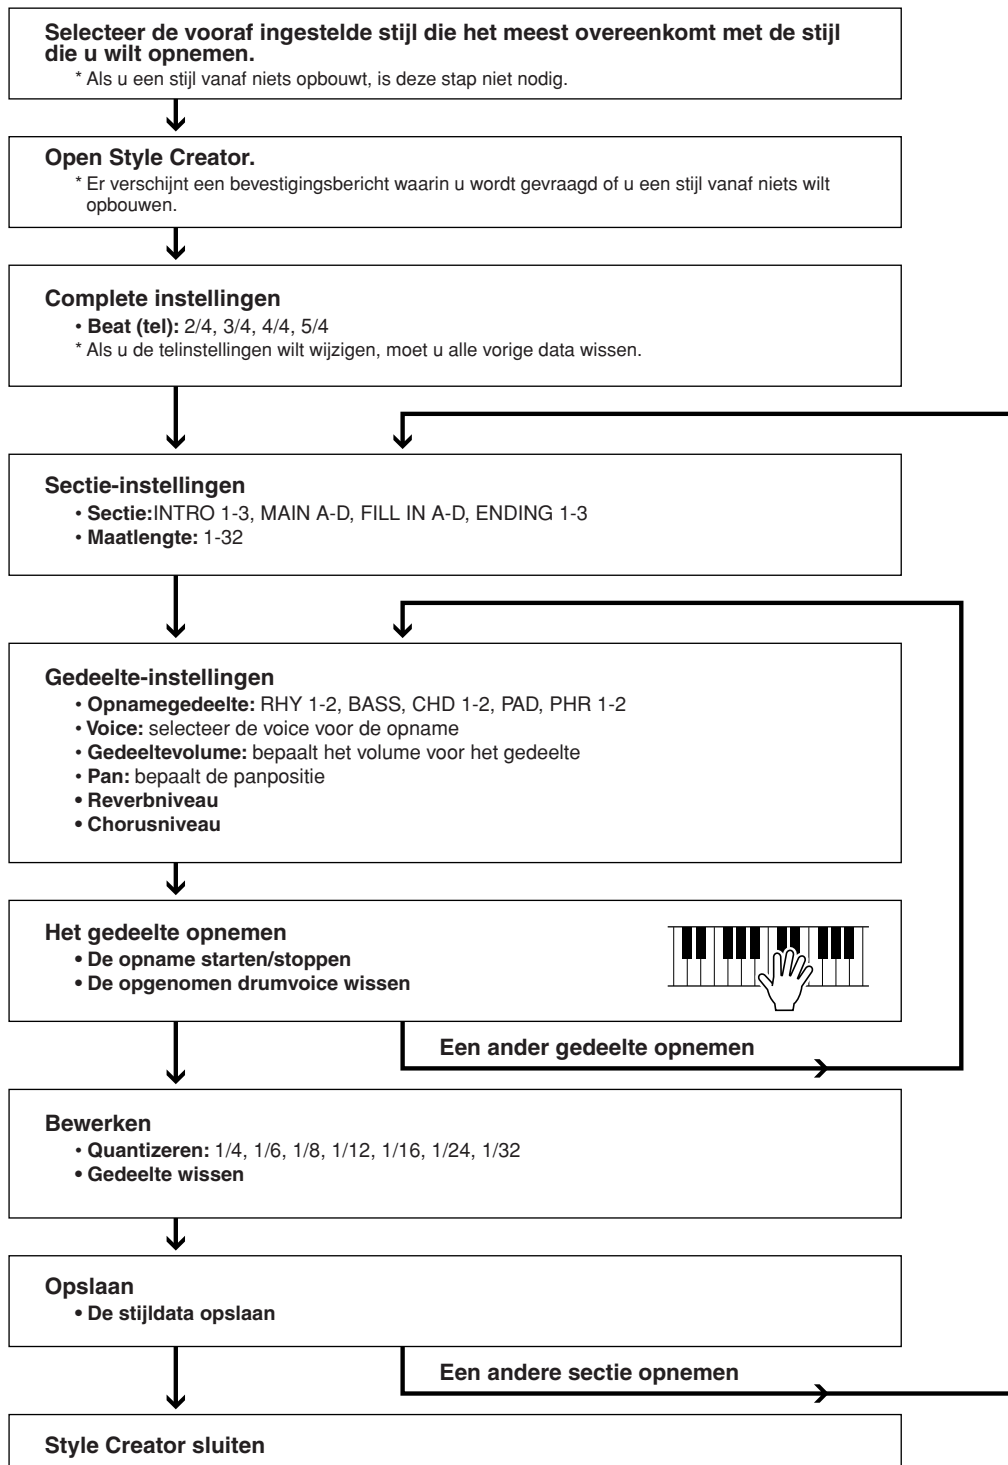 Selecteer de vooraf ingestelde stijl die het meest overeenkomt met de stijl
die u wilt opnemen.
* Als u een stijl vanaf niets opbouwt, is deze stap niet nodig.
Open Style Creator.
* Er verschijnt een bevestigingsbericht waarin u wordt gevraagd of u een stijl vanaf niets wilt
opbouwen.
Complete instellingen
• Beat (tel): 2/4, 3/4, 4/4, 5/4
* Als u de telinstellingen wilt wijzigen, moet u alle vorige data wissen.
Sectie-instellingen
• Sectie:INTRO 1-3, MAIN A-D, FILL IN A-D, ENDING 1-3
• Maatlengte: 1-32
Gedeelte-instellingen
• Opnamegedeelte: RHY 1-2, BASS, CHD 1-2, PAD, PHR 1-2
• Voice: selecteer de voice voor de opname
• Gedeeltevolume: bepaalt het volume voor het gedeelte
• Pan: bepaalt de panpositie
• Reverbniveau
• Chorusniveau
Het gedeelte opnemen
• De opname starten/stoppen
• De opgenomen drumvoice wissen
Een ander gedeelte opnemen
Bewerken
• Quantizeren: 1/4, 1/6, 1/8, 1/12, 1/16, 1/24, 1/32
• Gedeelte wissen
Opslaan
• De stijldata opslaan
Een andere sectie opnemen
Style Creator sluiten